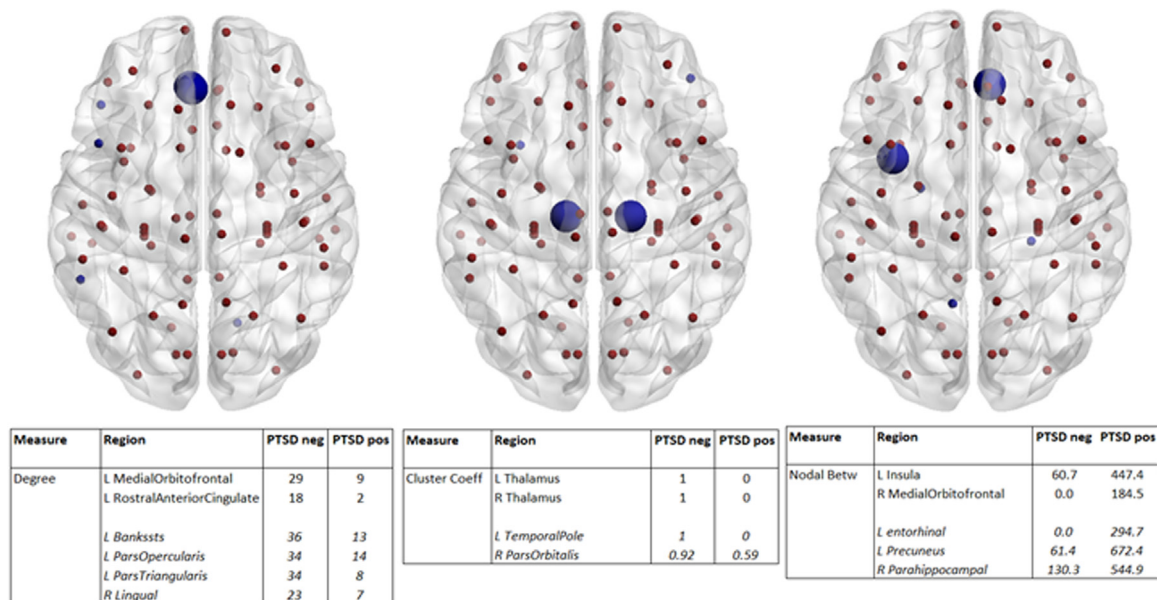 Measure Region PTSD neg PTSD pos
Degree L MedialOrbitofrontal 29 9
L RostralAnteriorCingulate 18 2
L Bankssts 36 13
L ParsOpercularis 34 14
L ParsTriangularis 34 8
R Lingual 23 7
Measure Region PTSD neg PTSD pos
Cluster Coeff L Thalamus 1 0
R Thalamus 1 0
L TemporalPole 1 0
R ParsOrbitalis 0.92 0.59
Measure Region PTSD neg PTSD pos
Nodal Betw L Insula 60.7 447.4
R MedialOrbitofrontal 0.0 184.5
L entorhinal 0.0 294.7
L Precuneus 61.4 672.4
R Parahippocampal 130.3 544.9